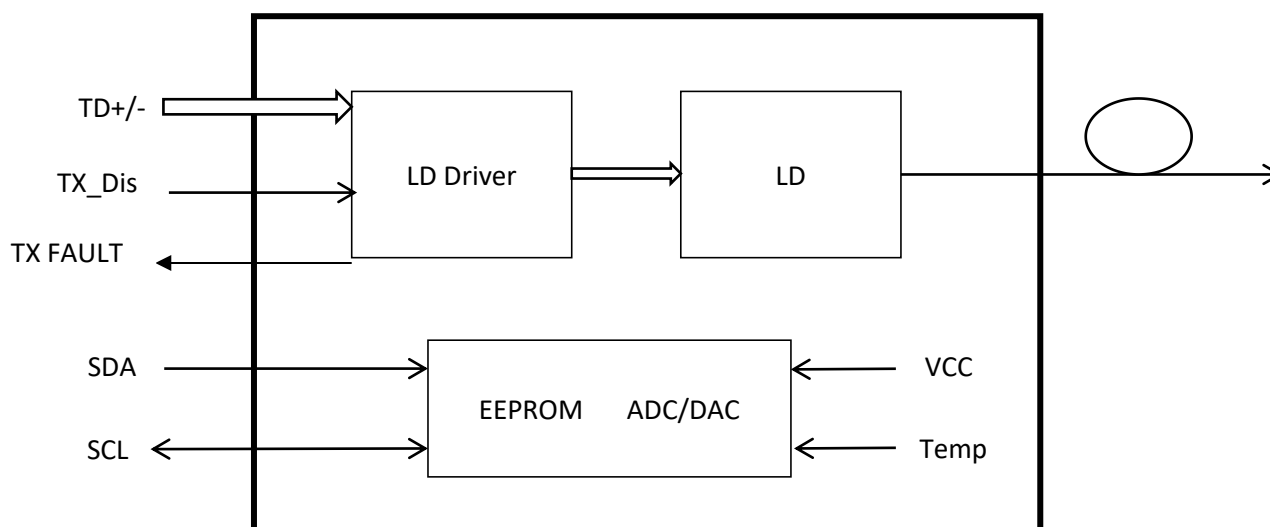 TD+/-
LD Driver
LD
TX_Dis
TX FAULT
SDA
VCC
EEPROM ADC/DAC
SCL
Temp